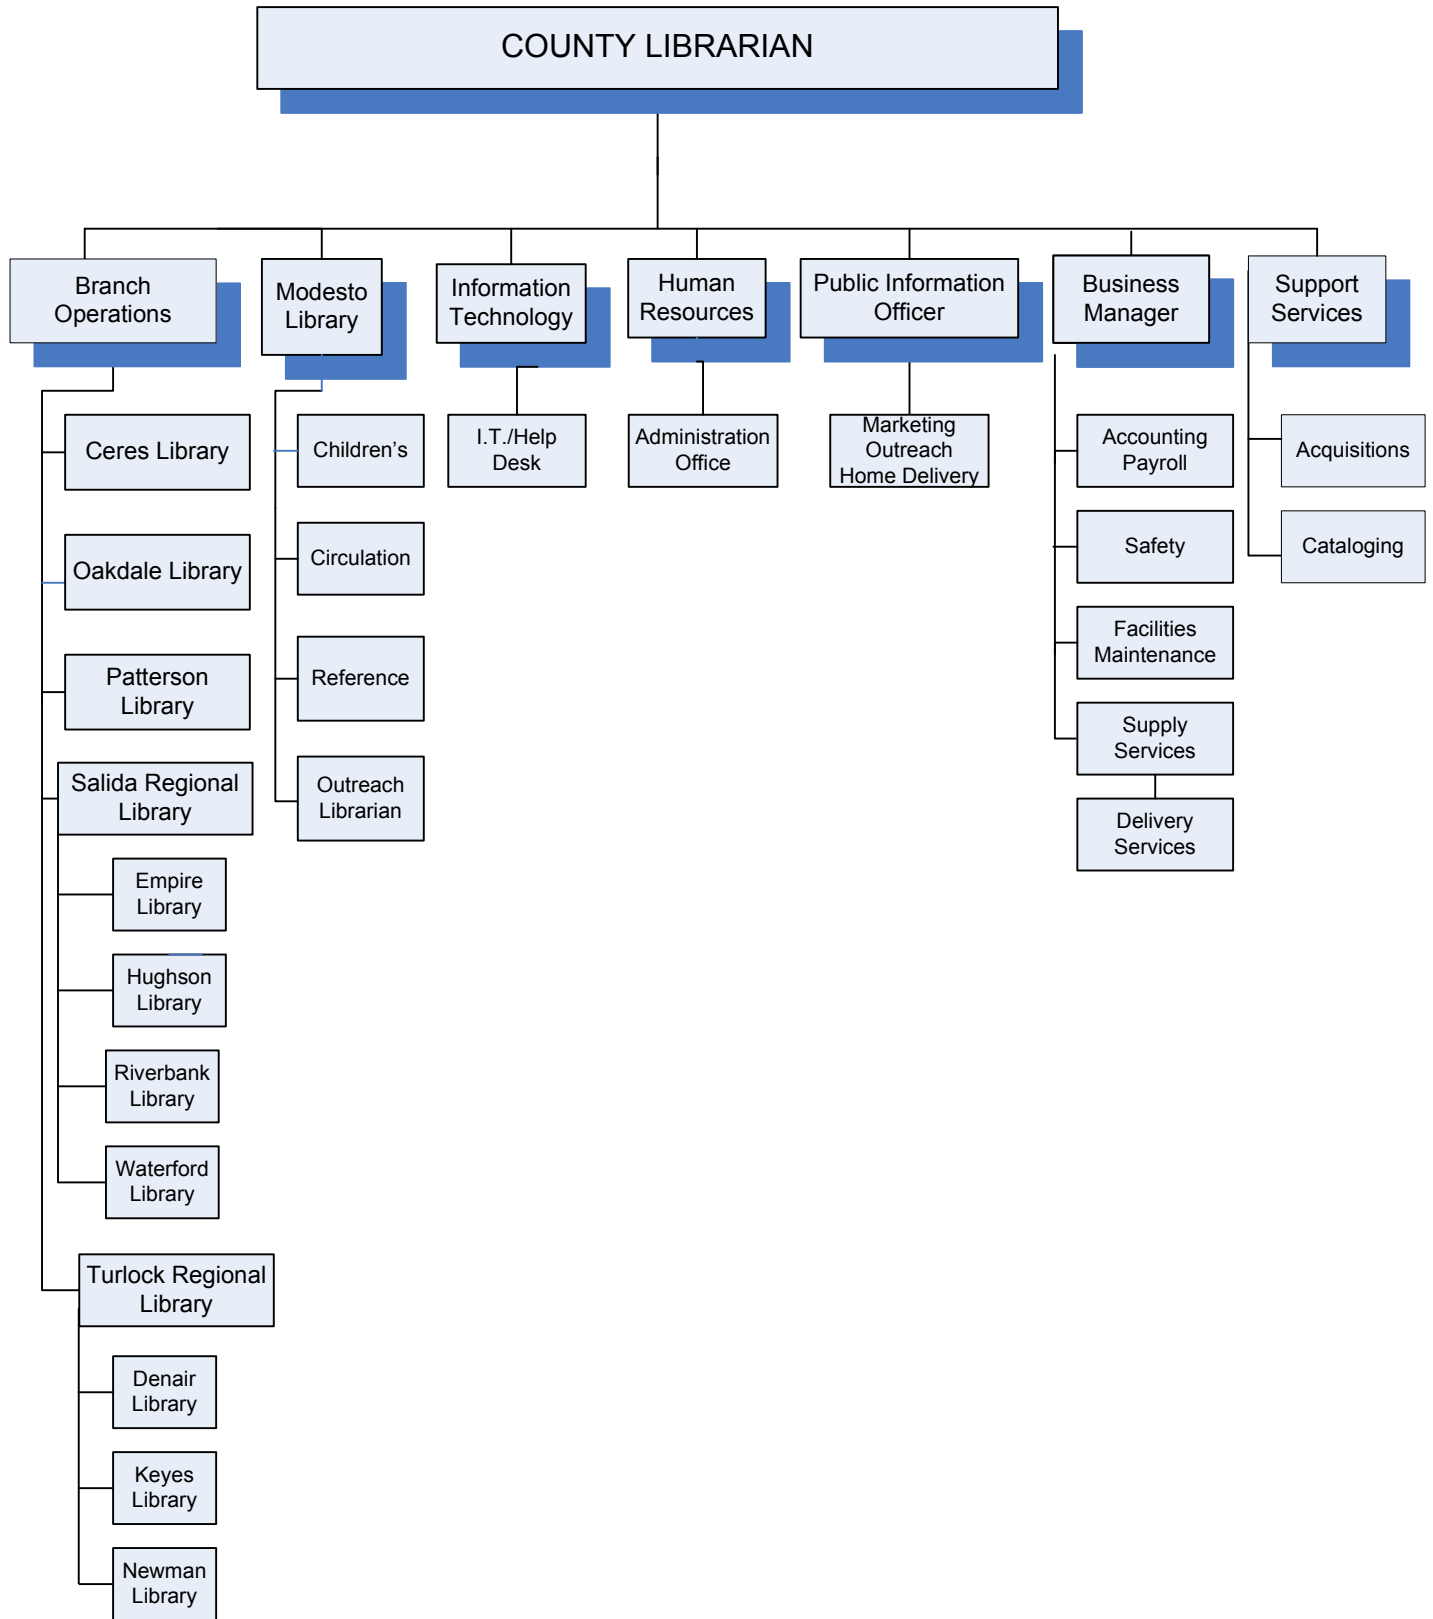 COUNTY LIBRARIAN
Branch
Operations
Modesto
Library
Information
Technology
Human
Resources
Public Information
Officer
Business
Manager
Support
Services
Ceres Library
Oakdale Library
Patterson
Library
Salida Regional
Library
Empire
Library
Hughson
Library
Riverbank
Library
Waterford
Library
Turlock Regional
Library
Denair
Library
Keyes
Library
Newman
Library
Children’s
Circulation
Reference
Outreach
Librarian
I.T./Help
Desk
Administration
Office
Marketing
Outreach
Home Delivery
Accounting
Payroll
Safety
Facilities
Maintenance
Supply
Services
Delivery
Services
Acquisitions
Cataloging